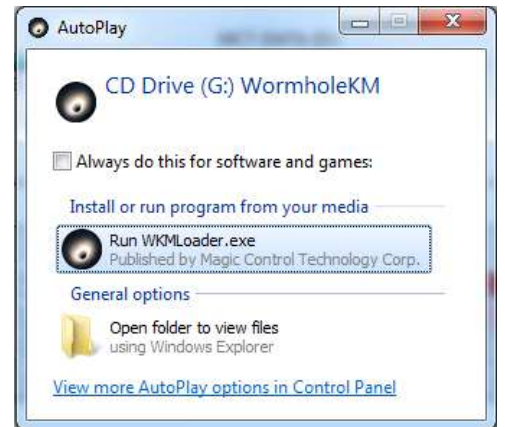 AutoPlay
CD Drive (G:) WormholeKM
Always do this for software and games:
Install or run program from your media
Run WKMLoader.exe
Published by Magic Control Technology Corp.
General options
Open folder to view files
using Windows Explorer
View more AutoPlay options in Control Panel